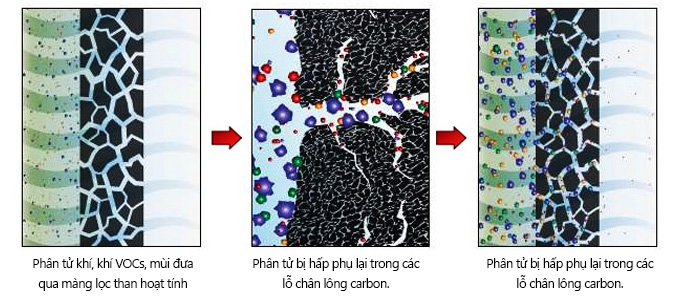 Phân tử khí, khí VOCs, mùi đưa
qua màng lọc than hoạt tính
Phân tử bị hấp phụ lại trong các
lỗ chân lông carbon.
Phân tử bị hấp phụ lại trong các
lỗ chân lông carbon.